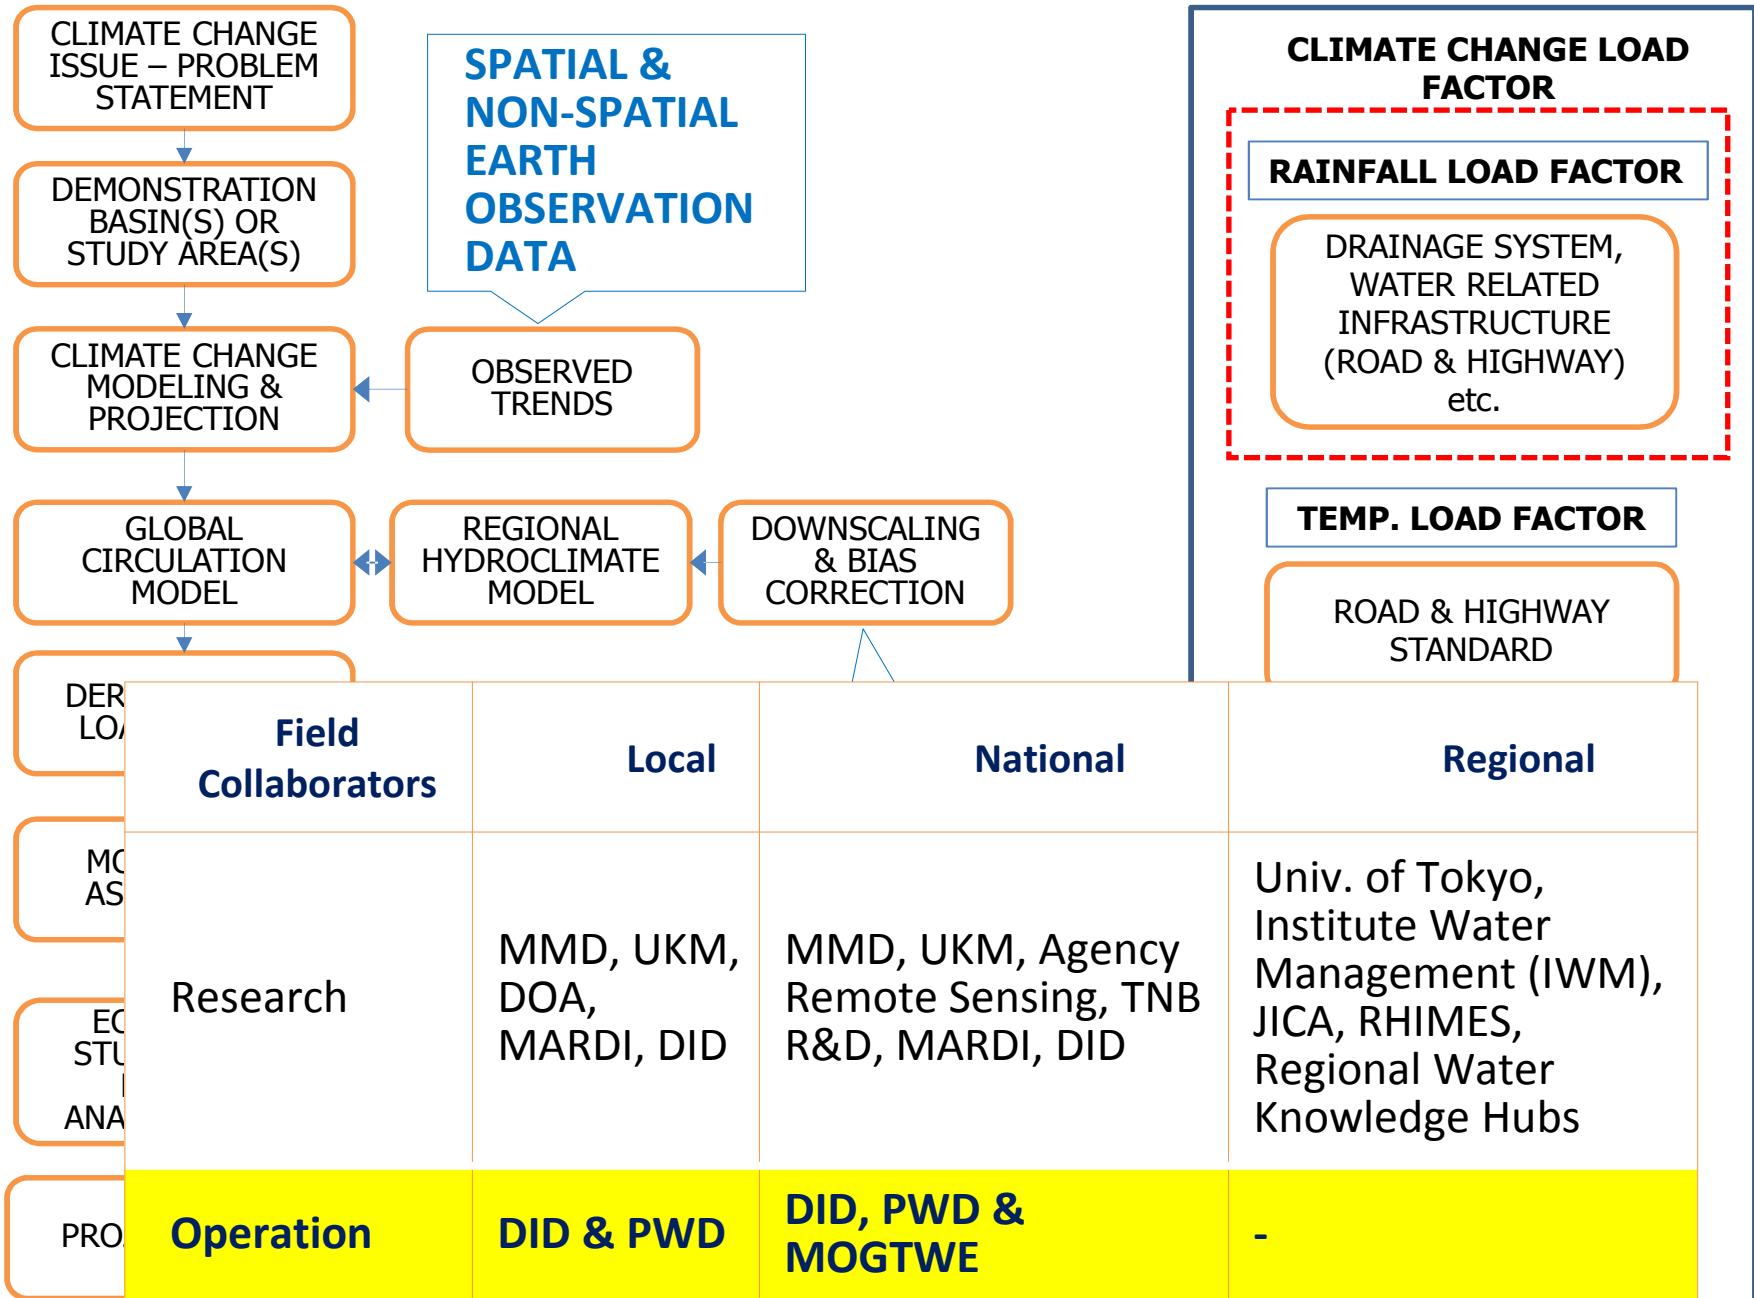 CLIMATE CHANGE
ISSUE – PROBLEM
STATEMENT
DEMONSTRATION
BASIN(S) OR
STUDY AREA(S)
CLIMATE CHANGE
MODELING &
PROJECTION
SPATIAL &
NON-SPATIAL
EARTH
OBSERVATION
DATA
OBSERVED
TRENDS
GLOBAL
CIRCULATION
MODEL
REGIONAL
HYDROCLIMATE
MODEL
DOWNSCALING
& BIAS
CORRECTION
CLIMATE CHANGE LOAD
FACTOR
RAINFALL LOAD FACTOR
DRAINAGE SYSTEM,
WATER RELATED
INFRASTRUCTURE
(ROAD & HIGHWAY)
etc.
TEMP. LOAD FACTOR
ROAD & HIGHWAY
STANDARD
Field
Collaborators
Local
National
Regional
Research
MMD, UKM,
DOA,
MARDI, DID
MMD, UKM, Agency
Remote Sensing, TNB
R&D, MARDI, DID
Univ. of Tokyo,
Institute Water
Management (IWM),
JICA, RHIMES,
Regional Water
Knowledge Hubs
Operation
DID & PWD
DID, PWD &
MOGTWE
-